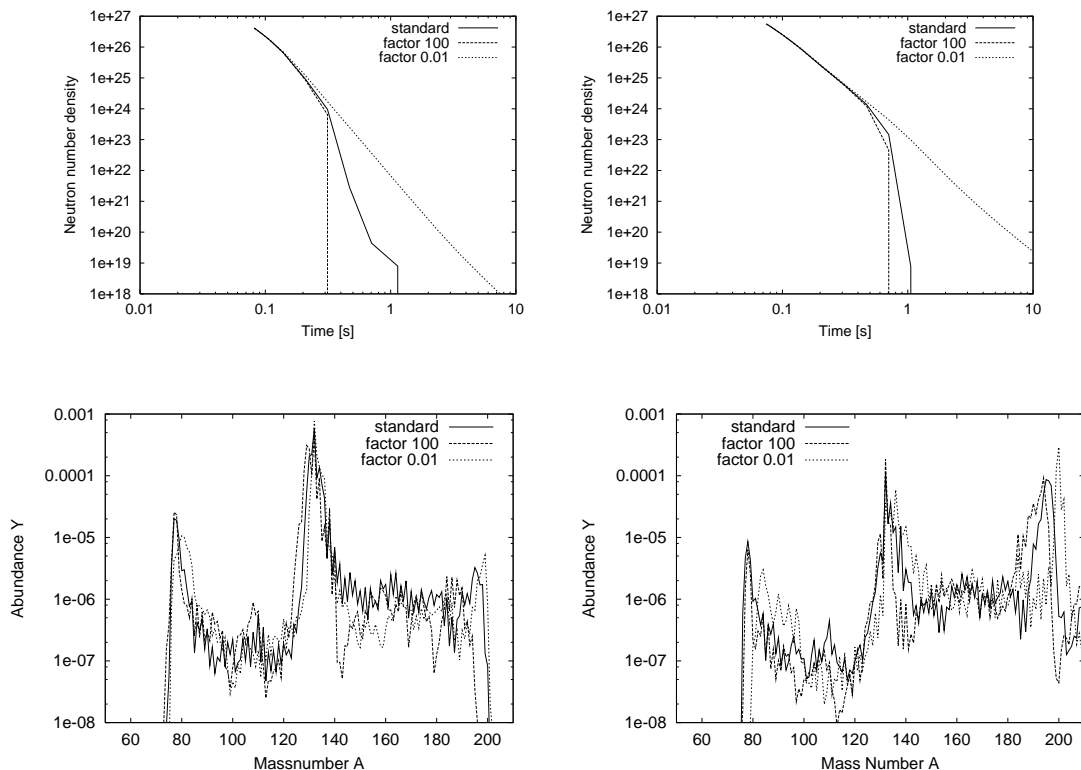 1e+27
1e+26
1e+25
1e+24
1e+23
1e+22
1e+21
1e+20
1e+19
1e+18
Neutron number density
standard
factor 100
factor 0.01
0.01
0.1
1
10
Time [s]
1e+27
1e+26
1e+25
1e+24
1e+23
1e+22
1e+21
1e+20
1e+19
1e+18
Neutron number density
standard
factor 100
factor 0.01
0.01
0.1
1
10
Time [s]
0.001
0.0001
1e-05
1e-06
1e-07
1e-08
Abundance Y
standard
factor 100
factor 0.01
60 80 100 120 140 160 180 200
Massnumber A
0.001
0.0001
1e-05
1e-06
1e-07
1e-08
Abundance Y
standard
factor 100
factor 0.01
60 80 100 120 140 160 180 200
Mass Number A